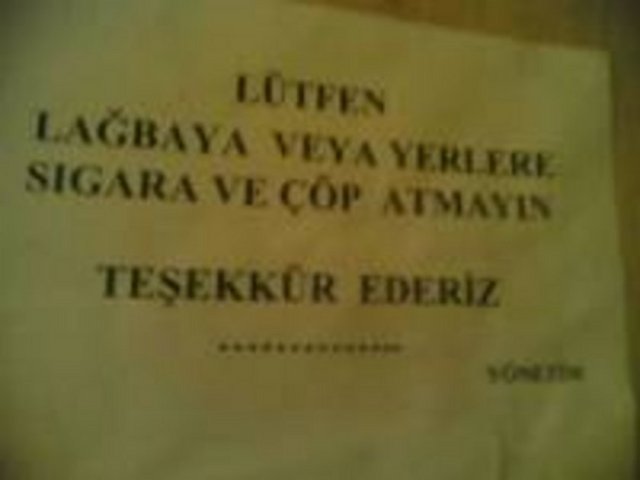 LÜTFEN
LAĞBAYA VEYA YERLERE
SIGARA VE ÇÖP ATMAYIN
TEŞEKKÜR EDERİZ
................
YÖNETİM